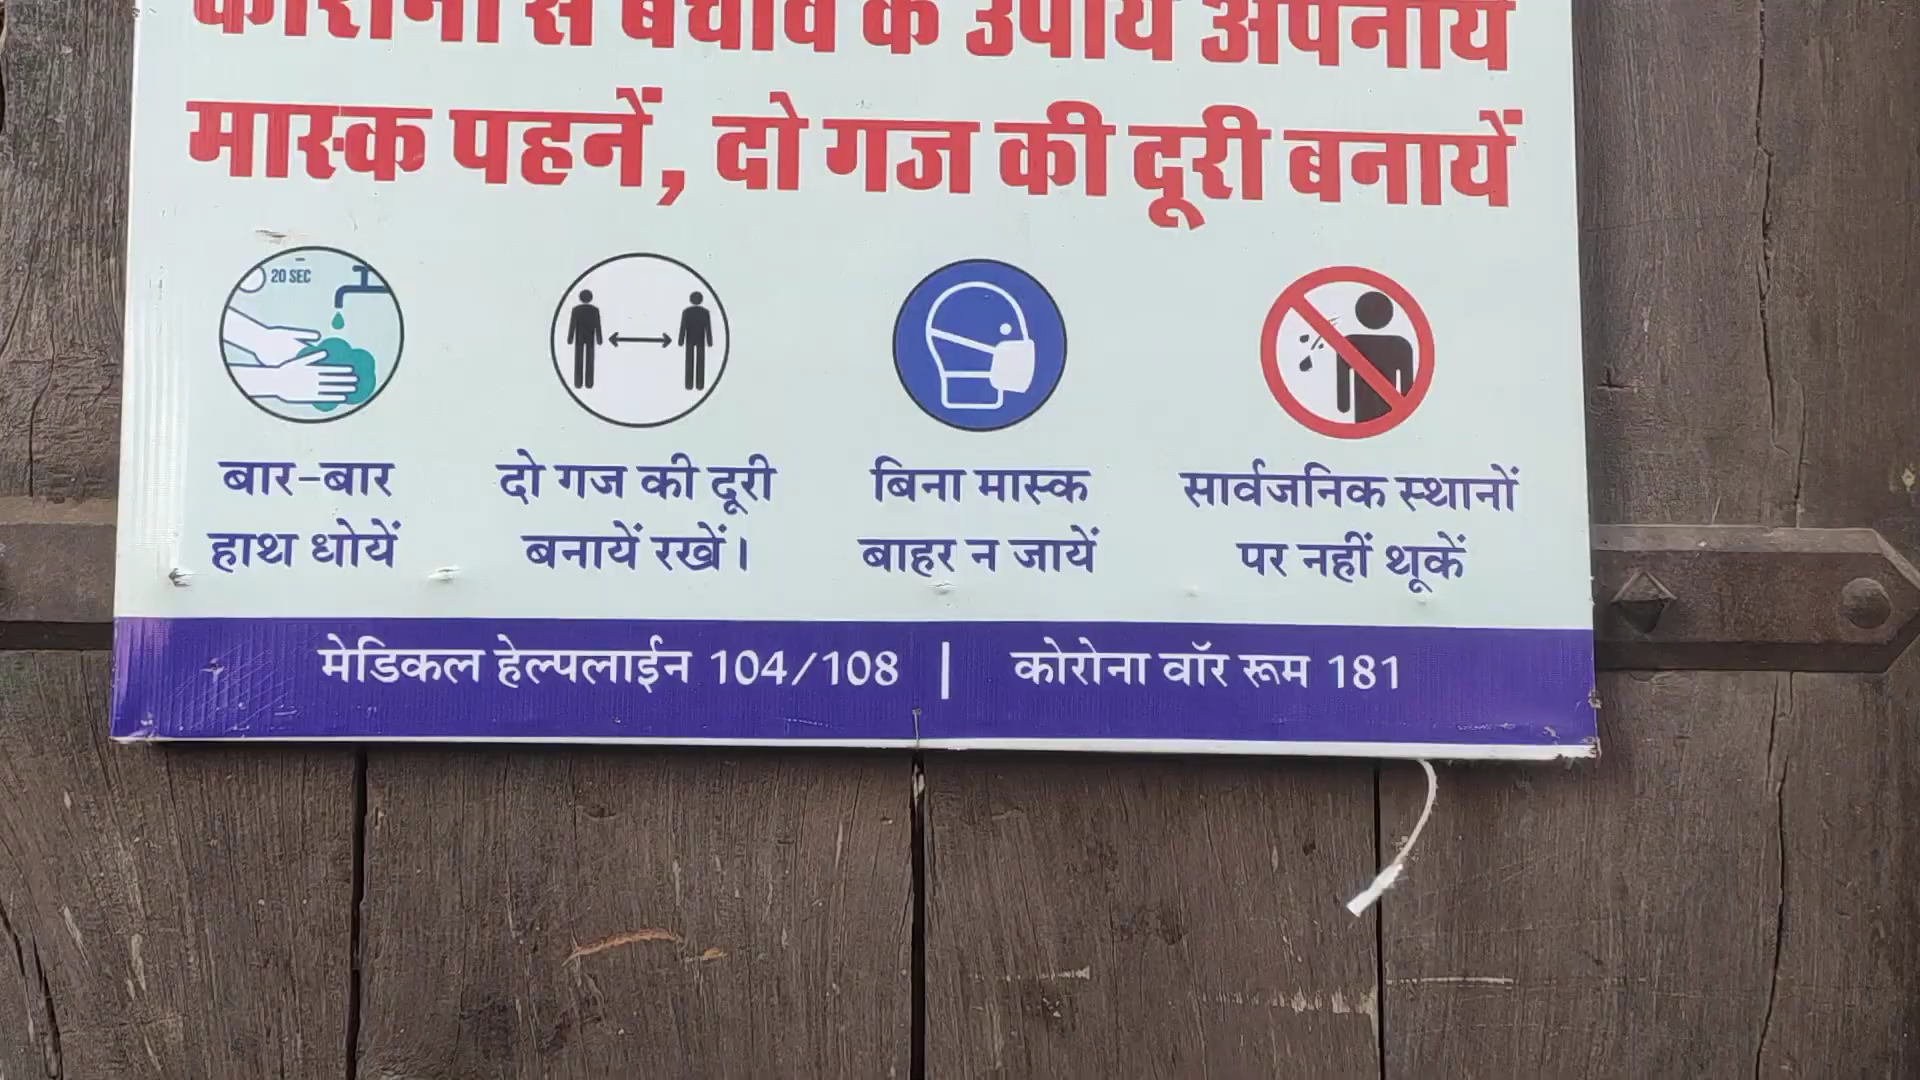 कोरोना से बचाव के उपाय अपनायें
मास्क पहनें, दो गज की दूरी बनायें
20 SEC
बार-बार
हाथ धोयें
दो गज की दूरी
बनायें रखें।
बिना मास्क
बाहर न जायें
सार्वजनिक स्थानों
पर नहीं थूकें
मेडिकल हेल्पलाईन 104/108 | कोरोना वॉर रूम 181